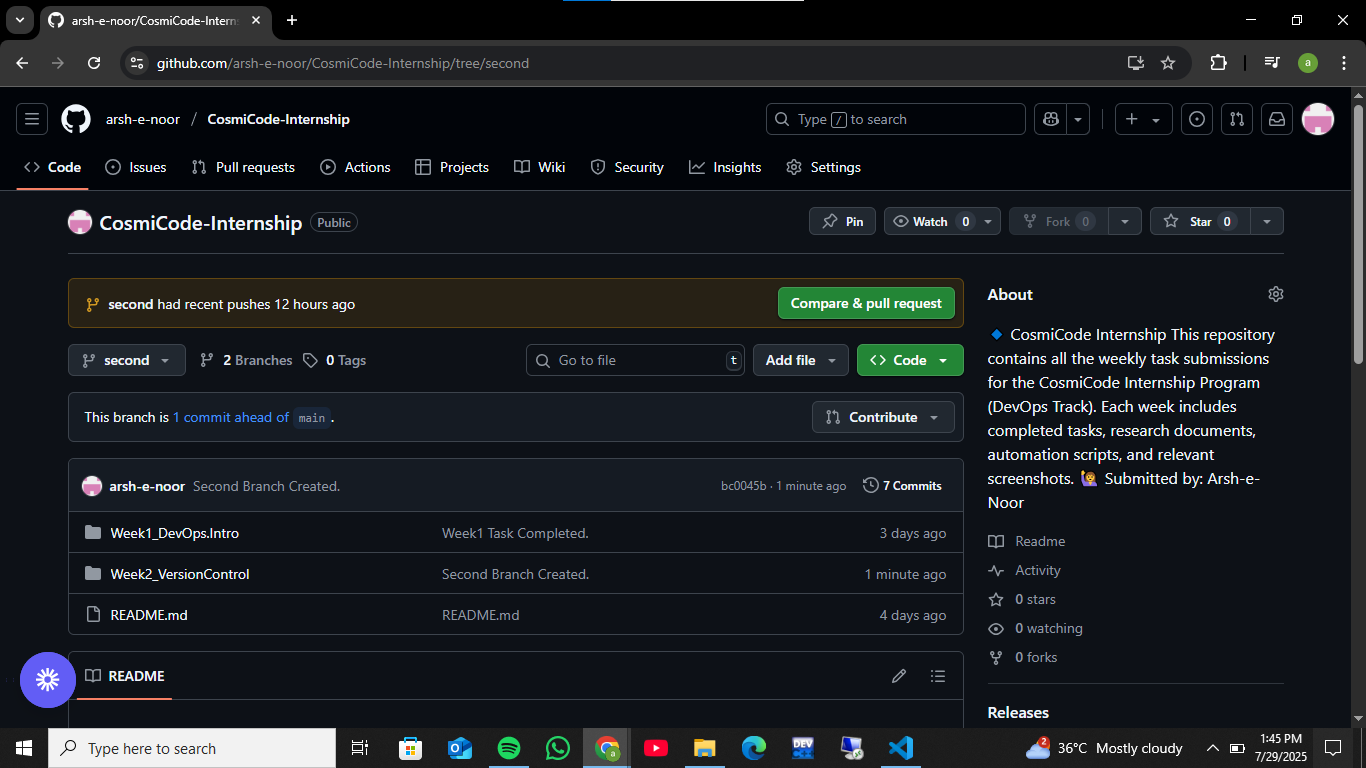 arsh-e-noor/CosmiCode-Intern
github.com/arsh-e-noor/CosmiCode-Internship/tree/second
a
arsh-e-noor / CosmiCode-Internship
Type / to search
Code
Issues
Pull requests
Actions
Projects
Wiki
Security
Insights
Settings
CosmiCode-Internship Public
Pin
Watch 0
Fork 0
Star 0
second had recent pushes 12 hours ago
Compare & pull request
second
2 Branches
0 Tags
Go to file t
Add file
Code
This branch is 1 commit ahead of main .
Contribute
arsh-e-noor Second Branch Created.
bc0045b · 1 minute ago
7 Commits
Week1_DevOps.Intro Week1 Task Completed. 3 days ago
Week2_VersionControl Second Branch Created. 1 minute ago
README.md README.md 4 days ago
README
About
🔹 CosmiCode Internship This repository
contains all the weekly task submissions
for the CosmiCode Internship Program
(DevOps Track). Each week includes
completed tasks, research documents,
automation scripts, and relevant
screenshots. 🙋‍♀️ Submitted by: Arsh-e-
Noor
Readme
Activity
0 stars
0 watching
0 forks
Releases
Type here to search
DEV
2
36°C Mostly cloudy
1:45 PM
7/29/2025